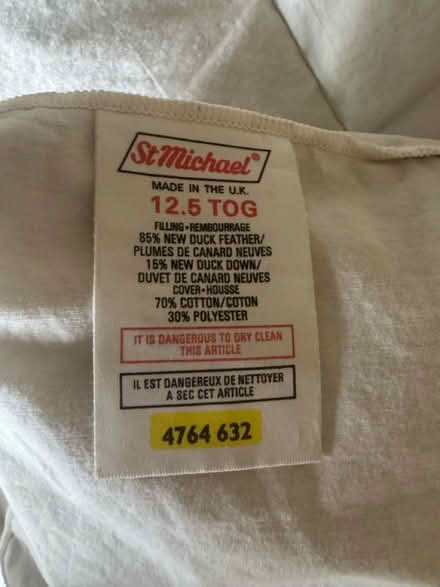 St Michael®
MADE IN THE U.K.
12.5 TOG
FILLING•REMBOURRAGE
85% NEW DUCK FEATHER/
PLUMES DE CANARD NEUVES
15% NEW DUCK DOWN/
DUVET DE CANARD NEUVES
COVER•HOUSSE
70% COTTON/COTON
30% POLYESTER
IT IS DANGEROUS TO DRY CLEAN
THIS ARTICLE
IL EST DANGEREUX DE NETTOYER
A SEC CET ARTICLE
4764 632